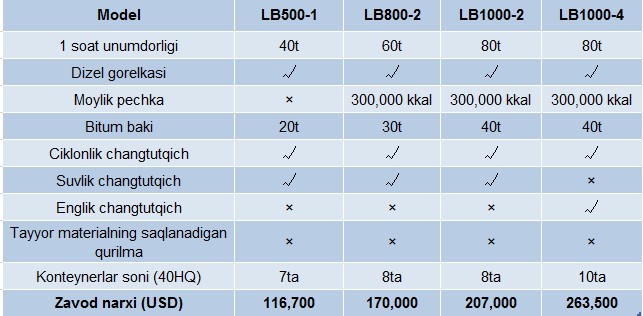 Model LB500-1 LB800-2 LB1000-2 LB1000-4
1 soat unumdorligi 40t 60t 80t 80t
Dizel gorelkasi ✓ ✓ ✓ ✓
Moylik pechka × 300,000 kkal 300,000 kkal 300,000 kkal
Bitum baki 20t 30t 40t 40t
Ciklonlik changtutqich ✓ ✓ ✓ ✓
Suvlik changtutqich ✓ ✓ ✓ ×
Englik changtutqich × × × ✓
Tayyor materialning saqlanadigan
qurilma × × × ×
Konteynerlar soni (40HQ) 7ta 8ta 8ta 10ta
Zavod narxi (USD) 116,700 170,000 207,000 263,500